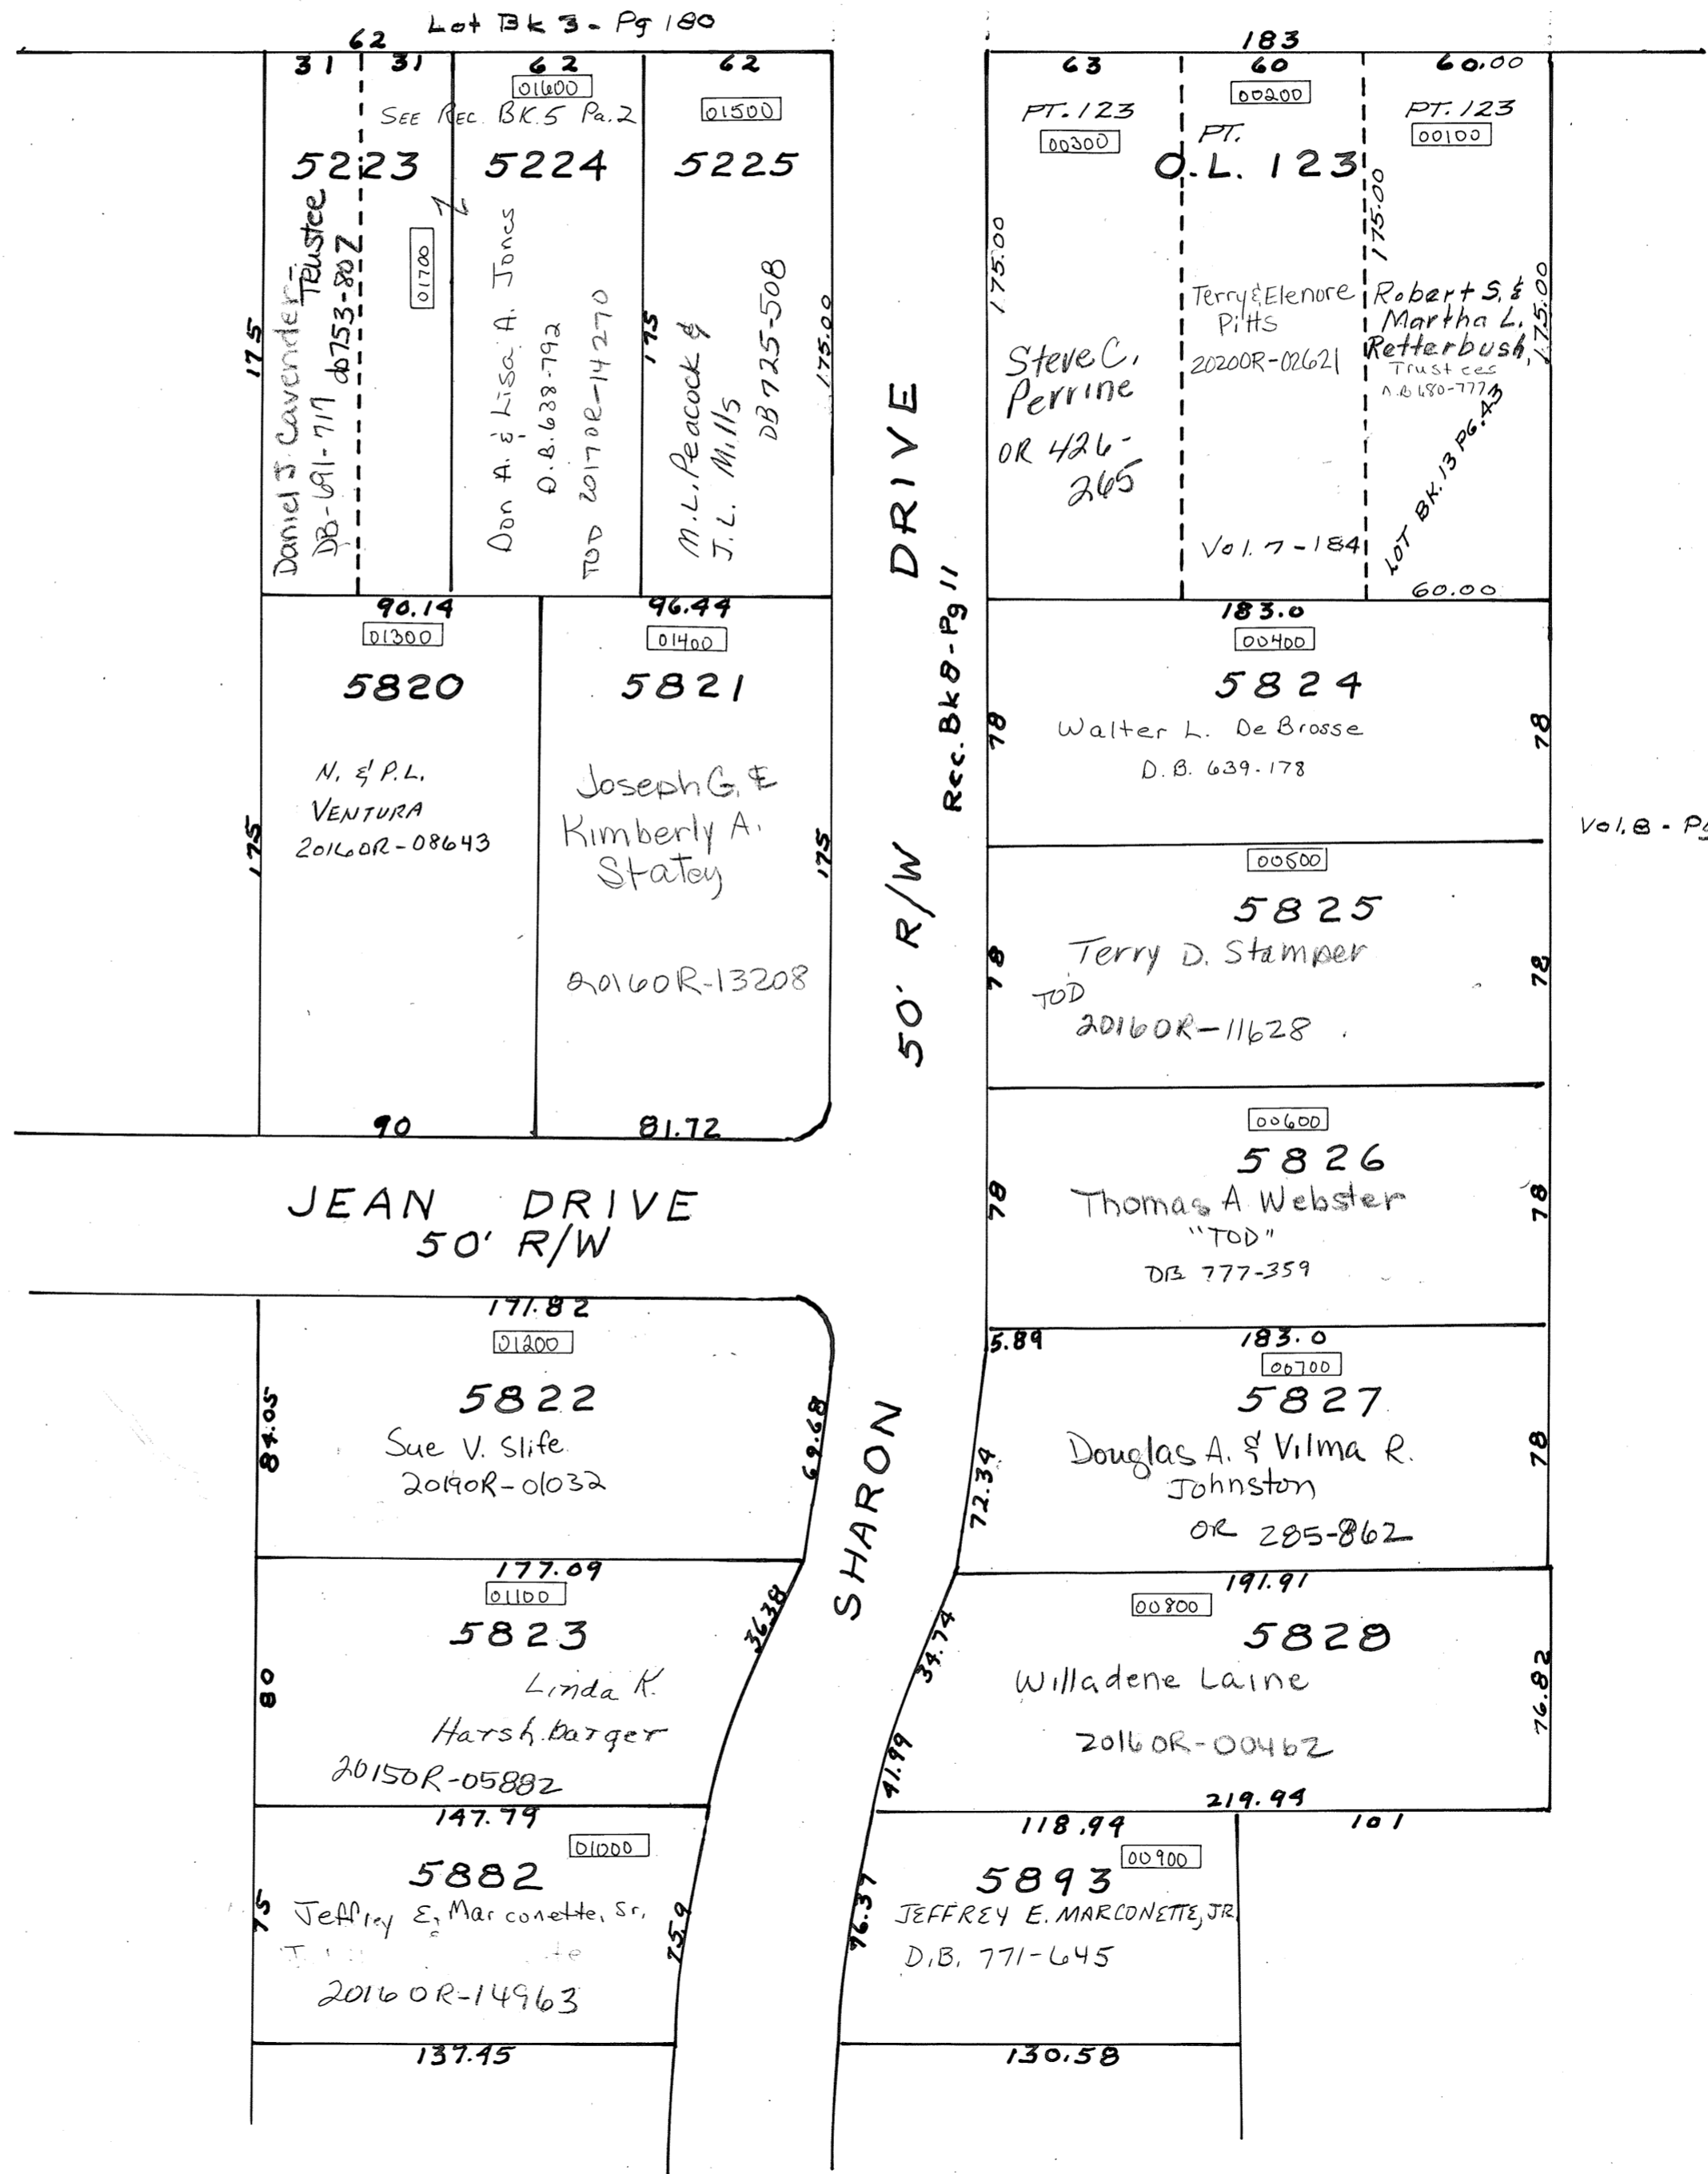 Lot Bk 3 - Pg 180
62
31 31 62 62
01600
01500
SEE REC. BK.5 Pa.2
5223
5224
5225
01700
Daniel J. Cavender-
Trustee
DB-691-717
db753-802
Don A. & Lisa A. Jones
D.B.638-792
TOD 2017OR-14270
M.L. Peacock &
J.L. Mills
DB725-508
175
175
175.00
183
63 60 60.00
PT. 123
00300
00200
PT.
O.L. 123
PT. 123
00100
175.00
175.00
175.00
Steve C.
Perrine
OR 426-
265
Terry & Elenore
Pitts
2020OR-02621
Vol. 7-184
Robert S. &
Martha L.
Retterbush,
Trustees
D.B 680-777
LOT BK.13 PG.43
60.00
90.14
01300
5820
N. & P.L.
VENTURA
2016OR-08643
175
90
96.44
01400
5821
Joseph G. &
Kimberly A.
Statey
2016OR-13208
175
81.72
DRIVE
50' R/W
Rec. Bk 8-Pg 11
183.0
00400
5824
Walter L. DeBrosse
D.B. 639-178
78
78
Vol. 8 - Pg
00500
5825
Terry D. Stamper
TOD
2016OR-11628
78
78
00600
5826
Thomas A. Webster
"TOD"
DB 777-359
78
78
JEAN DRIVE
50' R/W
171.82
01200
5822
Sue V. Slife
2019OR-01032
84.05
69.68
SHARON
5.89
183.0
00700
5827
Douglas A. & Vilma R.
Johnston
OR 285-862
72.34
78
177.09
01100
5823
Linda K.
Harshbarger
2015OR-05882
80
36.38
191.91
00800
5828
Willadene Laine
2016OR-00462
34.74
41.99
76.82
219.94
147.79
01000
5882
Jeffrey E. Marconette, Sr.
2016OR-14963
75
75.9
137.45
118.94
101
00900
5893
JEFFREY E. MARCONETTE, JR
D.B. 771-645
76.37
130.58